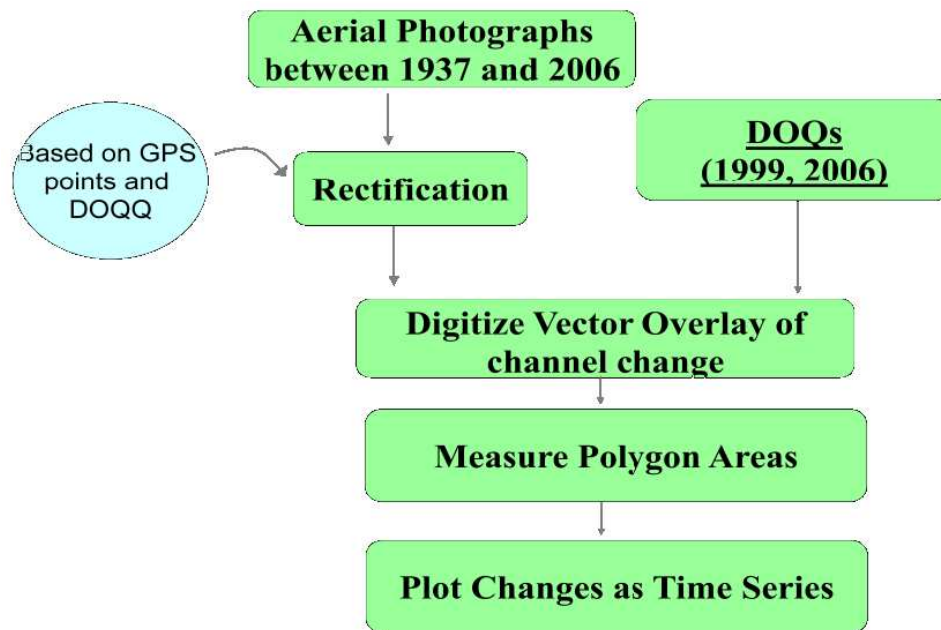 Aerial Photographs
between 1937 and 2006
Based on GPS
points and
DOQQ
Rectification
DOQs
(1999, 2006)
Digitize Vector Overlay of
channel change
Measure Polygon Areas
Plot Changes as Time Series